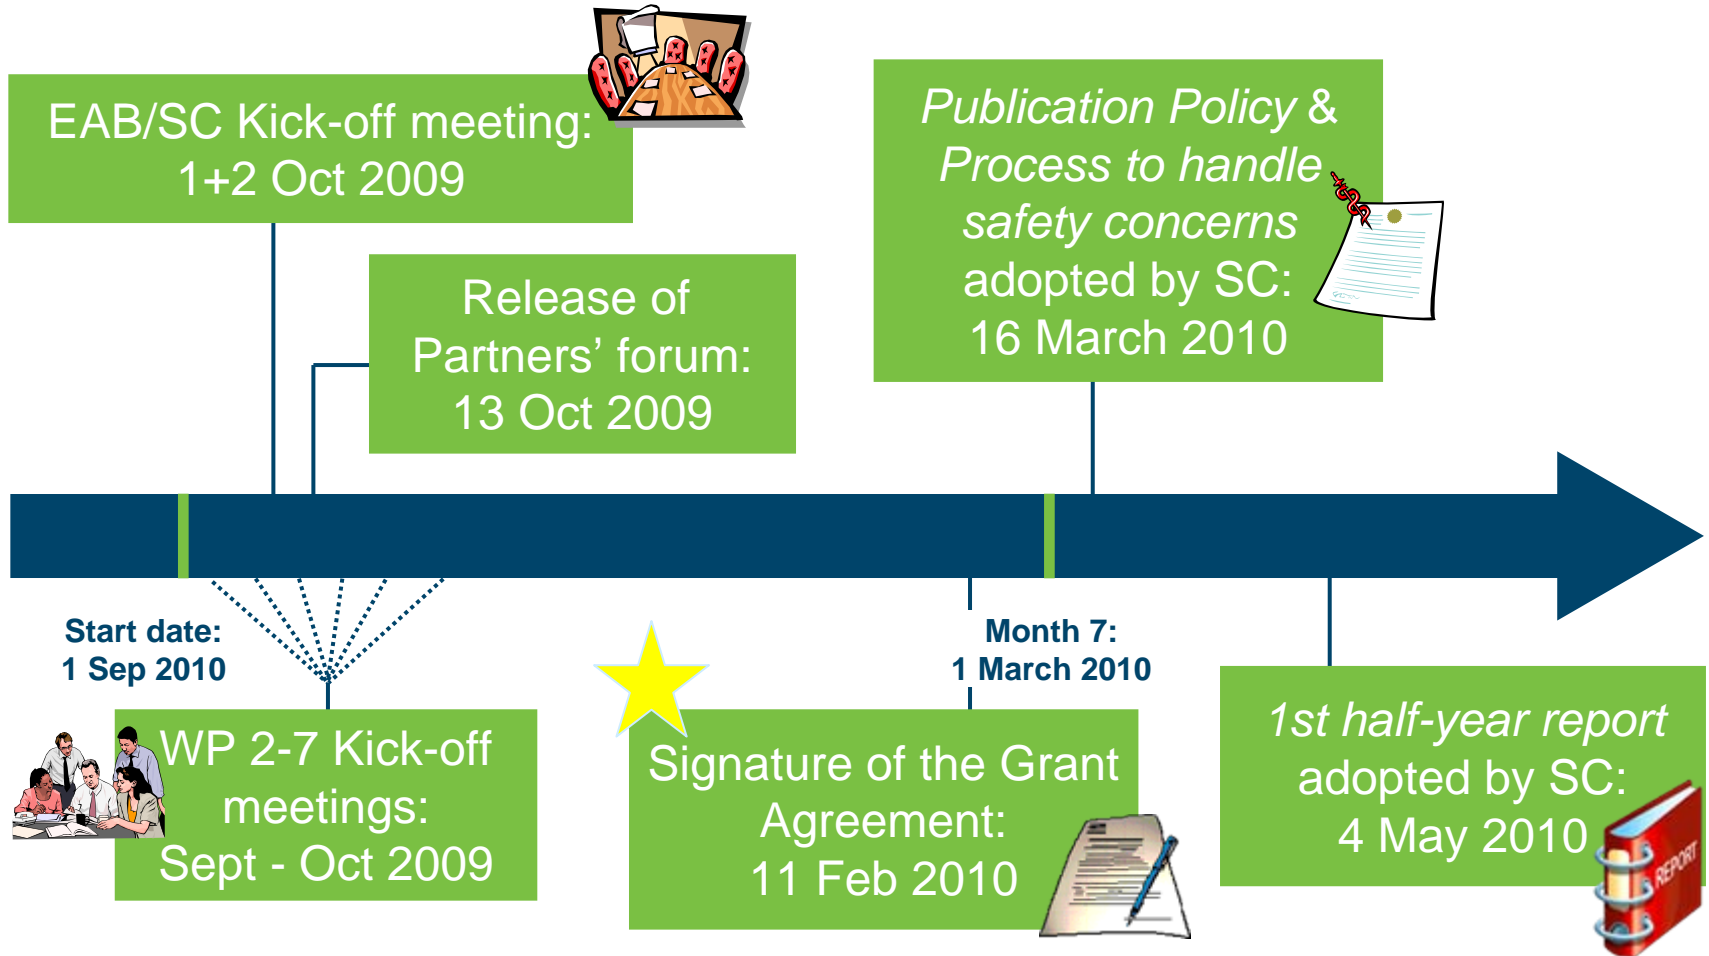 EAB/SC Kick-off meeting:
1+2 Oct 2009
Release of
Partners’ forum:
13 Oct 2009
Publication Policy &
Process to handle
safety concerns
adopted by SC:
16 March 2010
Start date:
1 Sep 2010
Month 7:
1 March 2010
WP 2-7 Kick-off
meetings:
Sept - Oct 2009
Signature of the Grant
Agreement:
11 Feb 2010
1st half-year report
adopted by SC:
4 May 2010
REPORT